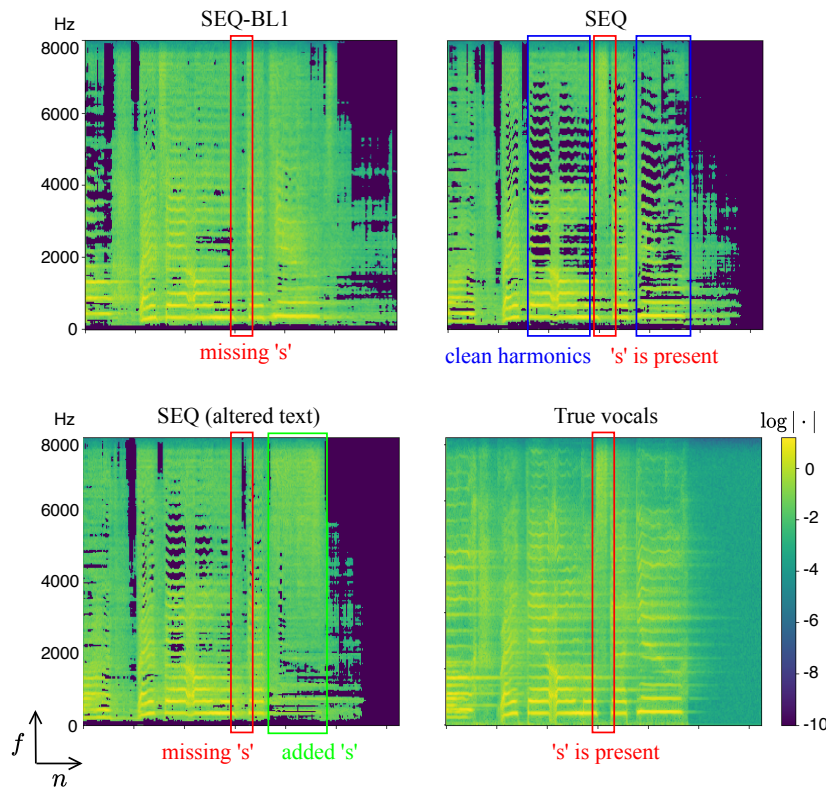 SEQ-BL1
SEQ
Hz
8000
6000
4000
2000
0
missing 's'
clean harmonics
's' is present
SEQ (altered text)
True vocals
log | · |
Hz
8000
6000
4000
2000
0
0
-2
-4
-6
-8
-10
missing 's'
added 's'
's' is present
f
n